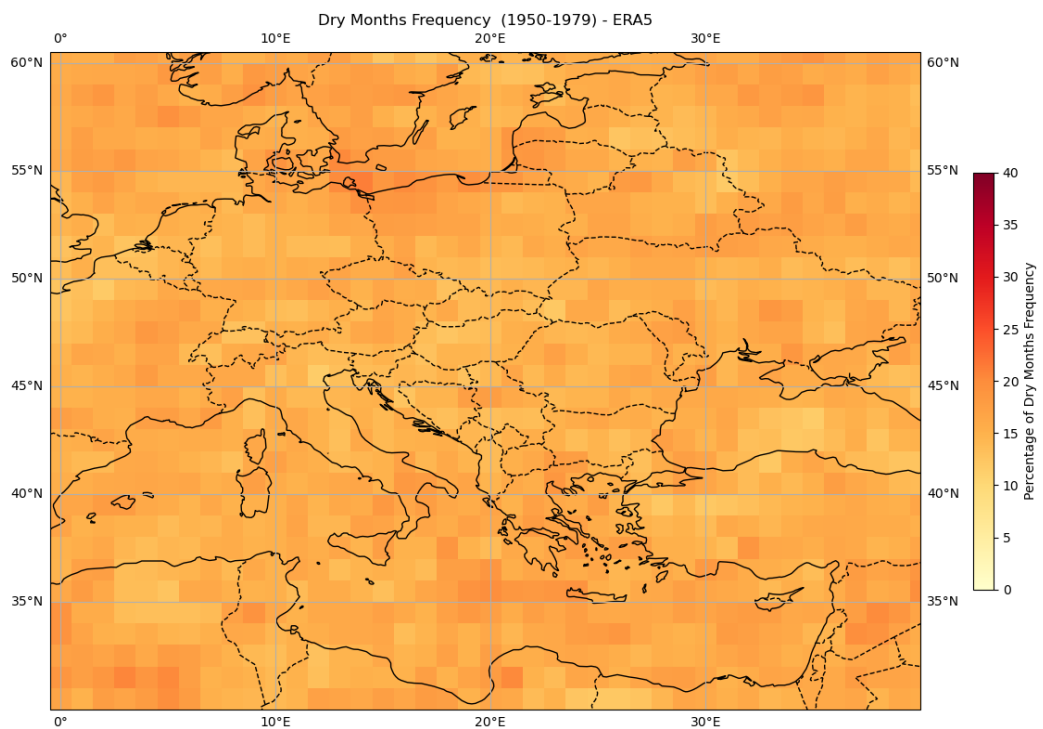 Dry Months Frequency (1950-1979) - ERA5
0° 10°E 20°E 30°E
60°N 60°N
55°N 55°N
50°N 50°N
45°N 45°N
40°N 40°N
35°N 35°N
0° 10°E 20°E 30°E
40
35
30
25
20
15
10
5
0
Percentage of Dry Months Frequency